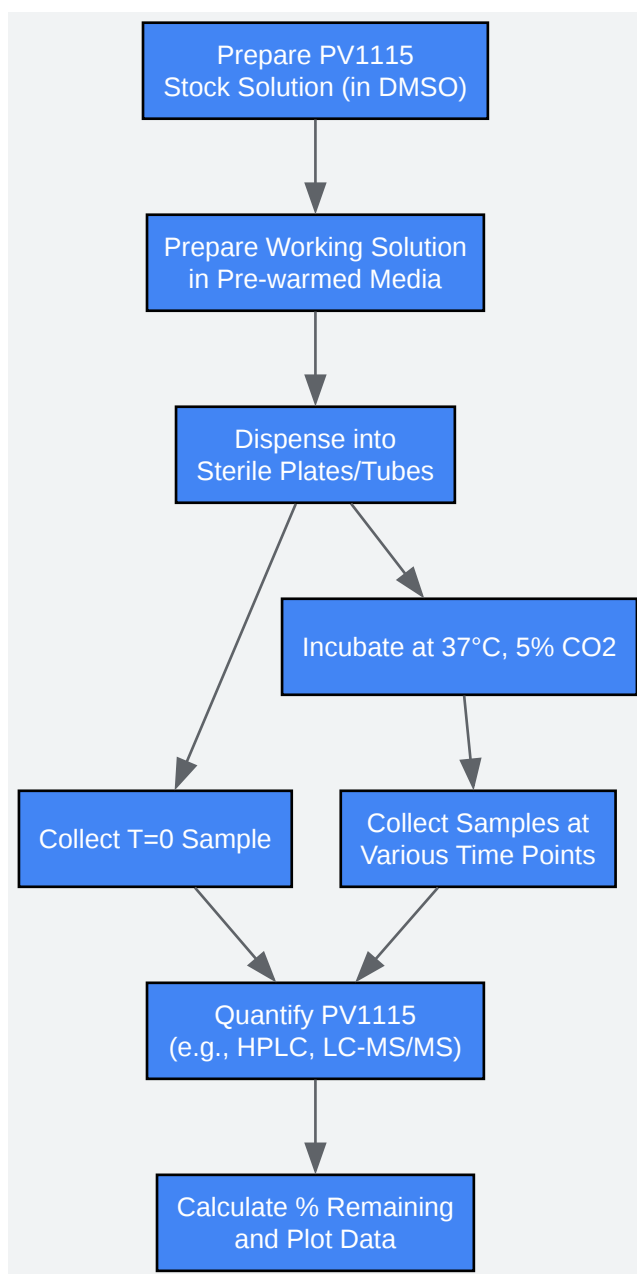 Prepare PV1115
Stock Solution (in DMSO)
Prepare Working Solution
in Pre-warmed Media
Dispense into
Sterile Plates/Tubes
Incubate at 37°C, 5% CO2
Collect T=0 Sample
Collect Samples at
Various Time Points
Quantify PV1115
(e.g., HPLC, LC-MS/MS)
Calculate % Remaining
and Plot Data